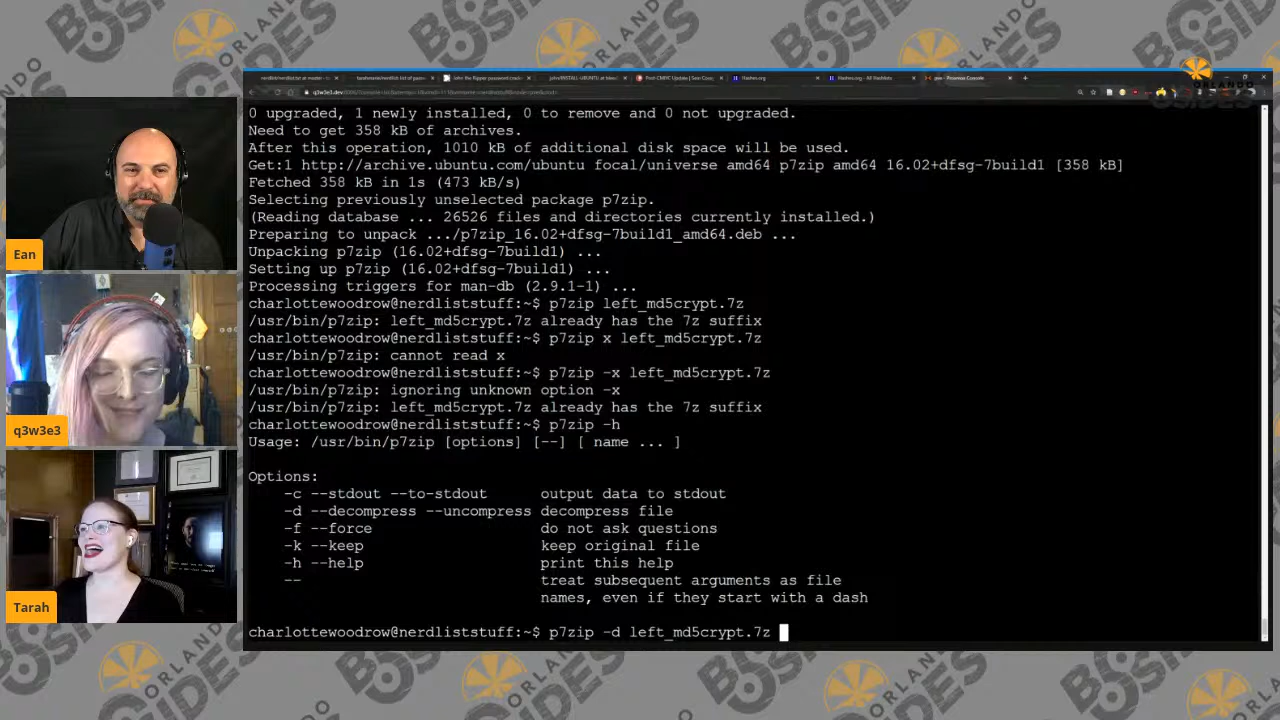 BSIDES
ORLANDO
ORLANDO
BSIDES
ORLANDO
BSIDES
ORLANDO
Ean
q3w3e3
Tarah
q3w3e3.dev
0 upgraded, 1 newly installed, 0 to remove and 0 not upgraded.
Need to get 358 kB of archives.
After this operation, 1010 kB of additional disk space will be used.
Get:1 http://archive.ubuntu.com/ubuntu focal/universe amd64 p7zip amd64 16.02+dfsg-7build1 [358 kB]
Fetched 358 kB in 1s (473 kB/s)
Selecting previously unselected package p7zip.
(Reading database ... 26526 files and directories currently installed.)
Preparing to unpack .../p7zip_16.02+dfsg-7build1_amd64.deb ...
Unpacking p7zip (16.02+dfsg-7build1) ...
Setting up p7zip (16.02+dfsg-7build1) ...
Processing triggers for man-db (2.9.1-1) ...
charlottewoodrow@nerdliststuff:~$ p7zip left_md5crypt.7z
/usr/bin/p7zip: left_md5crypt.7z already has the 7z suffix
charlottewoodrow@nerdliststuff:~$ p7zip x left_md5crypt.7z
/usr/bin/p7zip: cannot read x
charlottewoodrow@nerdliststuff:~$ p7zip -x left_md5crypt.7z
/usr/bin/p7zip: ignoring unknown option -x
/usr/bin/p7zip: left_md5crypt.7z already has the 7z suffix
charlottewoodrow@nerdliststuff:~$ p7zip -h
Usage: /usr/bin/p7zip [options] [--] [ name ... ]
Options:
-c --stdout --to-stdout output data to stdout
-d --decompress --uncompress decompress file
-f --force do not ask questions
-k --keep keep original file
-h --help print this help
-- treat subsequent arguments as file
names, even if they start with a dash
charlottewoodrow@nerdliststuff:~$ p7zip -d left_md5crypt.7z